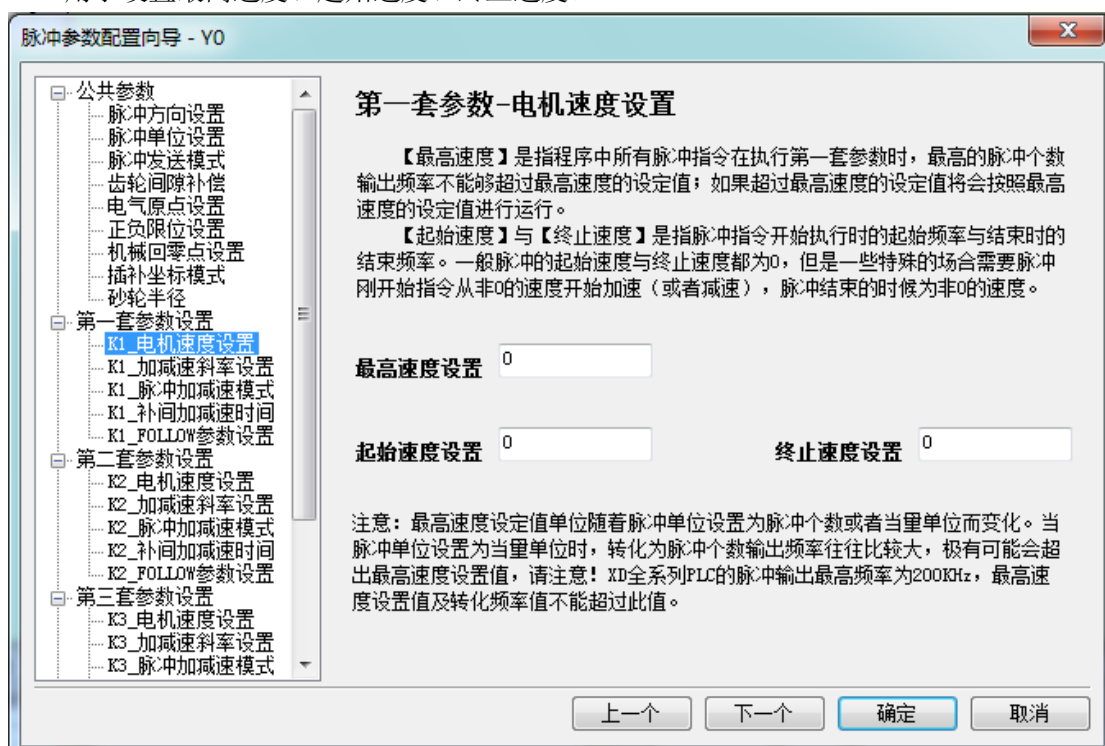 脉冲参数配置向导 - Y0
公共参数
脉冲方向设置
脉冲单位设置
脉冲发送模式
齿轮间隙补偿
电气原点设置
正负限位设置
机械回零点设置
插补坐标模式
砂轮半径
第一套参数设置
K1_电机速度设置
K1_加减速斜率设置
K1_脉冲加减速模式
K1_补间加减速时间
K1_FOLLOW参数设置
第二套参数设置
K2_电机速度设置
K2_加减速斜率设置
K2_脉冲加减速模式
K2_补间加减速时间
K2_FOLLOW参数设置
第三套参数设置
K3_电机速度设置
K3_加减速斜率设置
K3_脉冲加减速模式
第一套参数-电机速度设置
【最高速度】是指程序中所有脉冲指令在执行第一套参数时，最高的脉冲个数
输出频率不能够超过最高速度的设定值；如果超过最高速度的设定值将会按照最高
速度的设定值进行运行。
【起始速度】与【终止速度】是指脉冲指令开始执行时的起始频率与结束时的
结束频率。一般脉冲的起始速度与终止速度都为0，但是一些特殊的场合需要脉冲
刚开始指令从非0的速度开始加速（或者减速），脉冲结束的时候为非0的速度。
最高速度设置 0
起始速度设置 0 终止速度设置 0
注意：最高速度设定值单位随着脉冲单位设置为脉冲个数或者当量单位而变化。当
脉冲单位设置为当量单位时，转化为脉冲个数输出频率往往比较大，极有可能会超
出最高速度设置值，请注意！XD全系列PLC的脉冲输出最高频率为200KHz，最高速
度设置值及转化频率值不能超过此值。
上一个 下一个 确定 取消